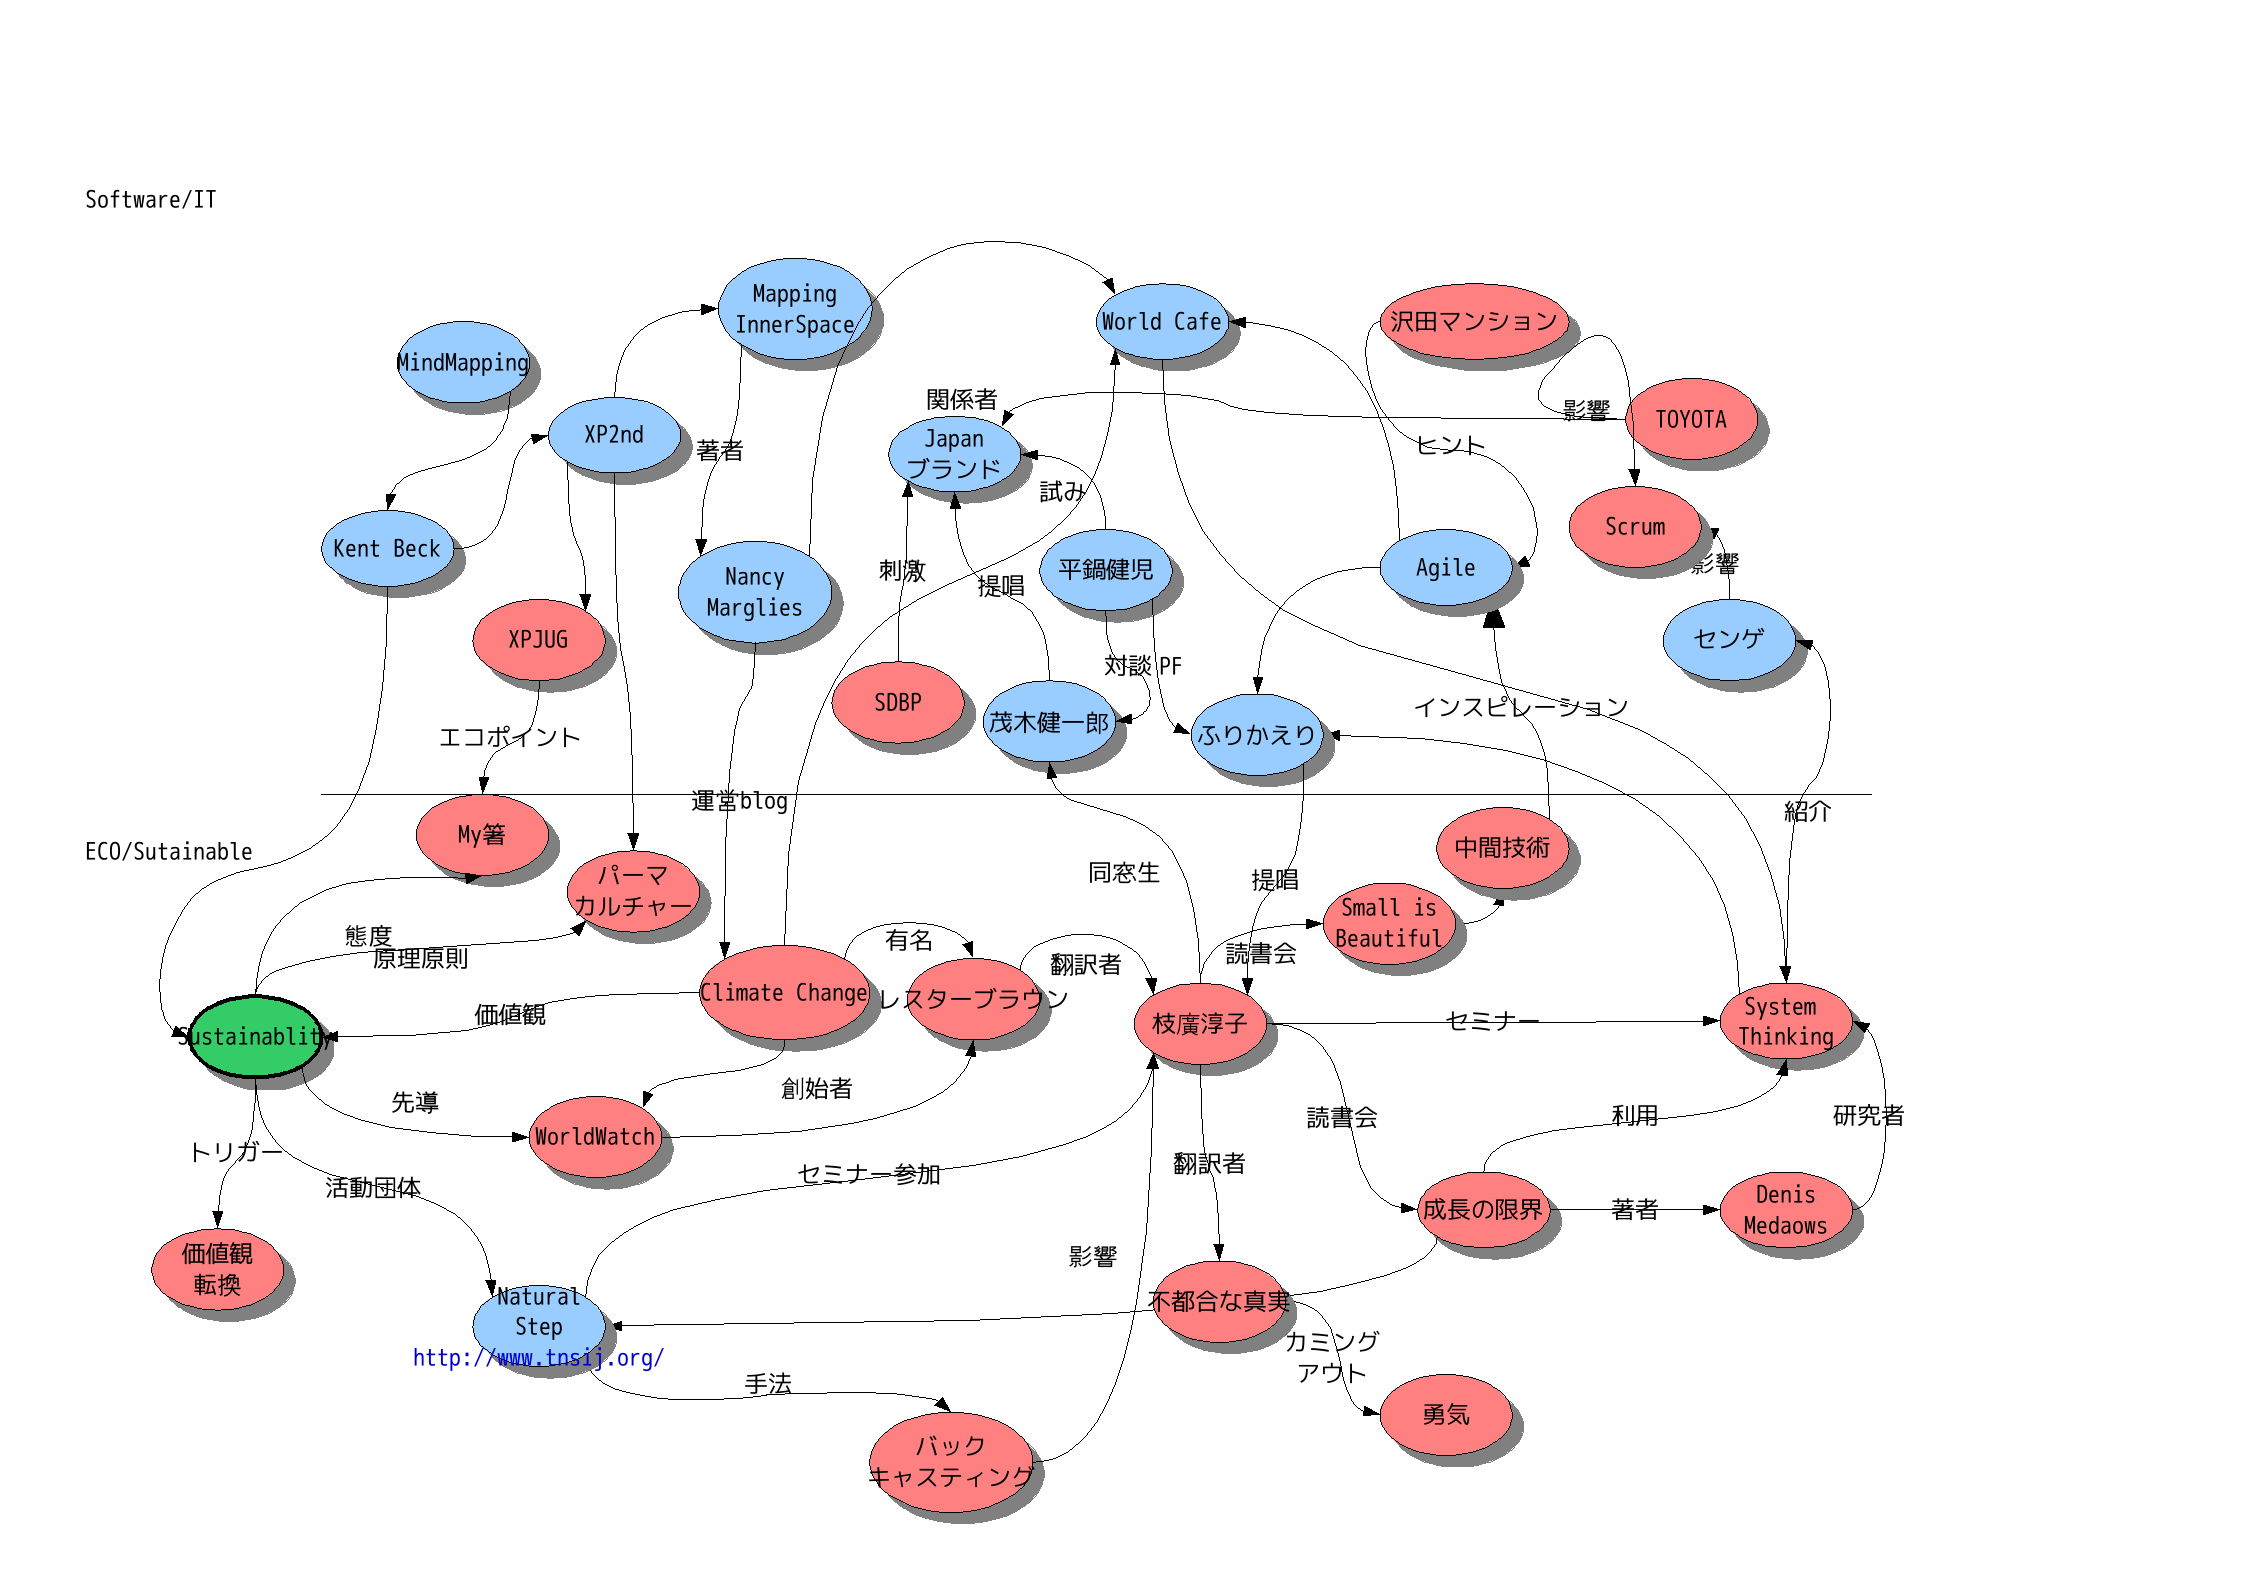 Software/IT
Mapping
InnerSpace
World Cafe
沢田マンション
MindMapping
関係者
影響
TOYOTA
XP2nd
著者
Japan
ブランド
ヒント
試み
Scrum
Kent Beck
刺激
提唱
平鍋健児
Agile
影響
Nancy
Marglies
XPJUG
センゲ
対談
PF
SDBP
茂木健一郎
ふりかえり
インスピレーション
エコポイント
運営blog
紹介
My箸
ECO/Sutainable
中間技術
パーマ
カルチャー
同窓生
提唱
Small is
Beautiful
態度
原理原則
有名
翻訳者
読書会
Climate Change
レスターブラウン
価値観
枝廣淳子
セミナー
System
Thinking
Sustainablity
先導
創始者
WorldWatch
読書会
利用
研究者
トリガー
活動団体
セミナー参加
翻訳者
成長の限界
著者
Denis
Medaows
価値観
転換
影響
Natural
Step
http://www.tnsij.org/
不都合な真実
カミング
アウト
手法
勇気
バック
キャスティング